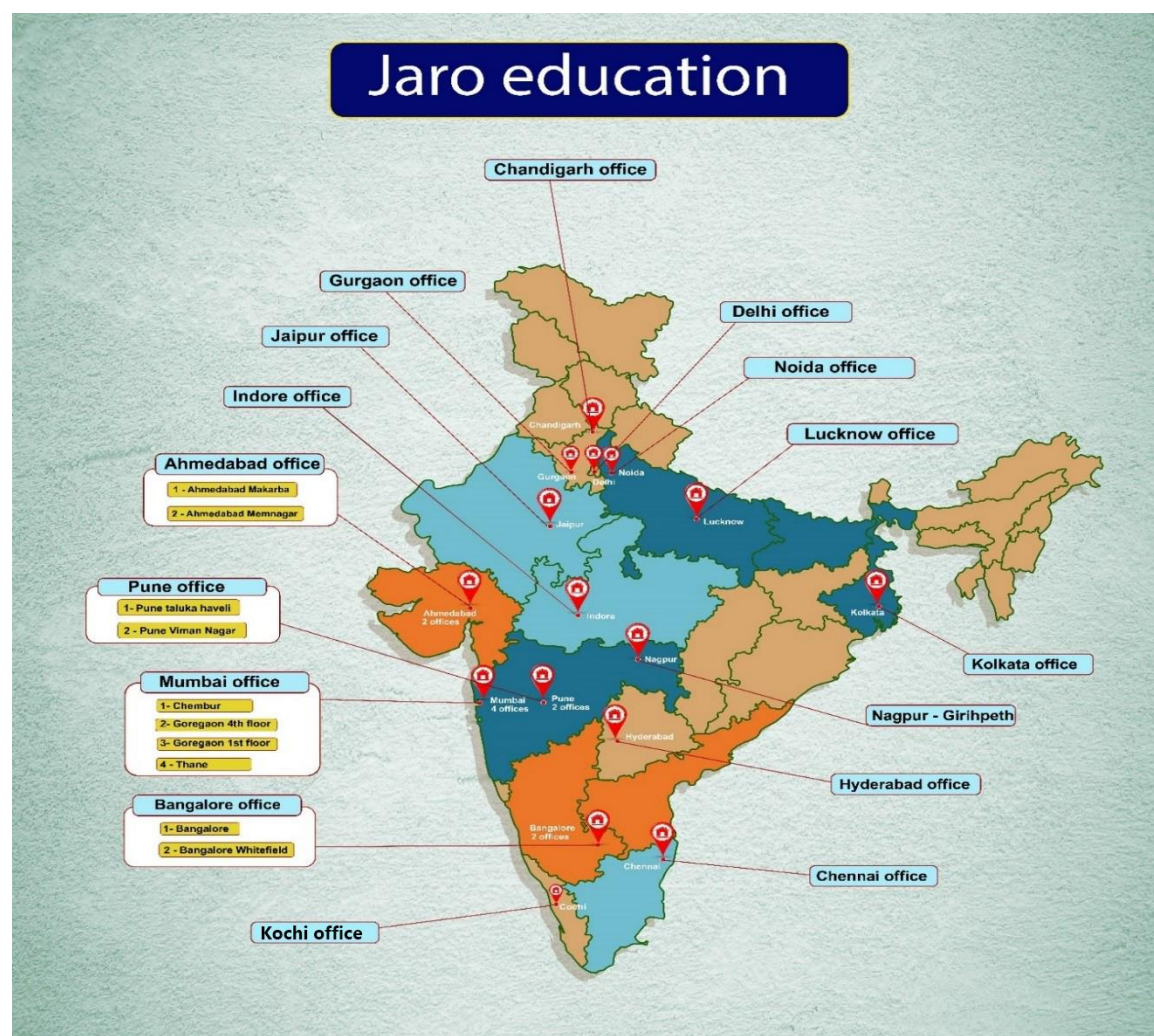 Jaro education
Chandigarh office
Gurgaon office
Delhi office
Jaipur office
Noida office
Indore office
Lucknow office
Ahmedabad office
1 - Ahmedabad Makarba
2 - Ahmedabad Memnagar
Pune office
1- Pune taluka haveli
2 - Pune Viman Nagar
Mumbai office
1- Chembur
2- Goregaon 4th floor
3- Goregaon 1st floor
4 - Thane
Bangalore office
1- Bangalore
2 - Bangalore Whitefield
Kochi office
Kolkata office
Nagpur - Girihpeth
Hyderabad office
Chennai office
Chandigarh
Gurgaon
Delhi
Noida
Jaipur
Lucknow
Ahmedabad
2 offices
Indore
Kolkata
Nagpur
Mumbai
4 offices
Pune
2 offices
Hyderabad
Bangalore
2 offices
Chennai
Cochi